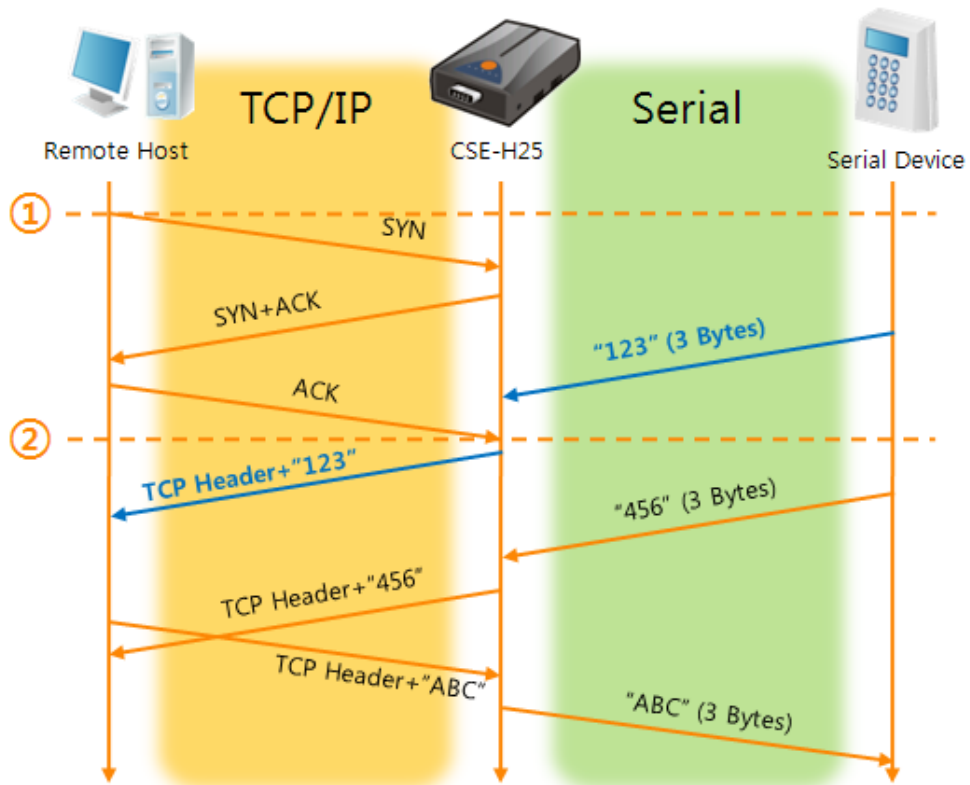 TCP/IP
Serial
Remote Host
CSE-H25
Serial Device
①
SYN
SYN+ACK
“123” (3 Bytes)
ACK
②
TCP Header+“123”
“456” (3 Bytes)
TCP Header+“456”
TCP Header+“ABC”
“ABC” (3 Bytes)